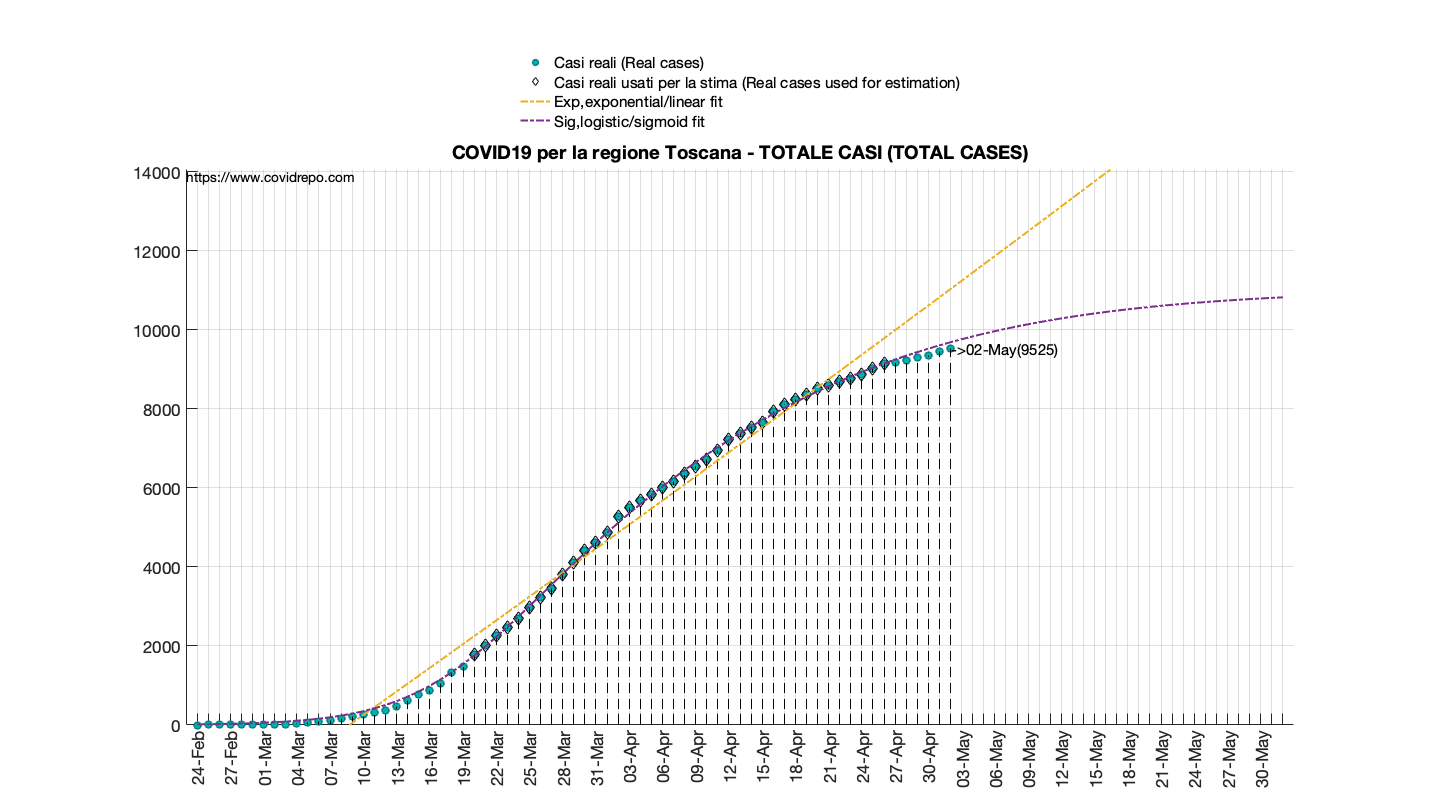 Casi reali (Real cases)
Casi reali usati per la stima (Real cases used for estimation)
Exp,exponential/linear fit
Sig,logistic/sigmoid fit
COVID19 per la regione Toscana - TOTALE CASI (TOTAL CASES)
14000
https://www.covidrepo.com
12000
10000
->02-May(9525)
8000
6000
4000
2000
0
24-Feb
27-Feb
01-Mar
04-Mar
07-Mar
10-Mar
13-Mar
16-Mar
19-Mar
22-Mar
25-Mar
28-Mar
31-Mar
03-Apr
06-Apr
09-Apr
12-Apr
15-Apr
18-Apr
21-Apr
24-Apr
27-Apr
30-Apr
03-May
06-May
09-May
12-May
15-May
18-May
21-May
24-May
27-May
30-May